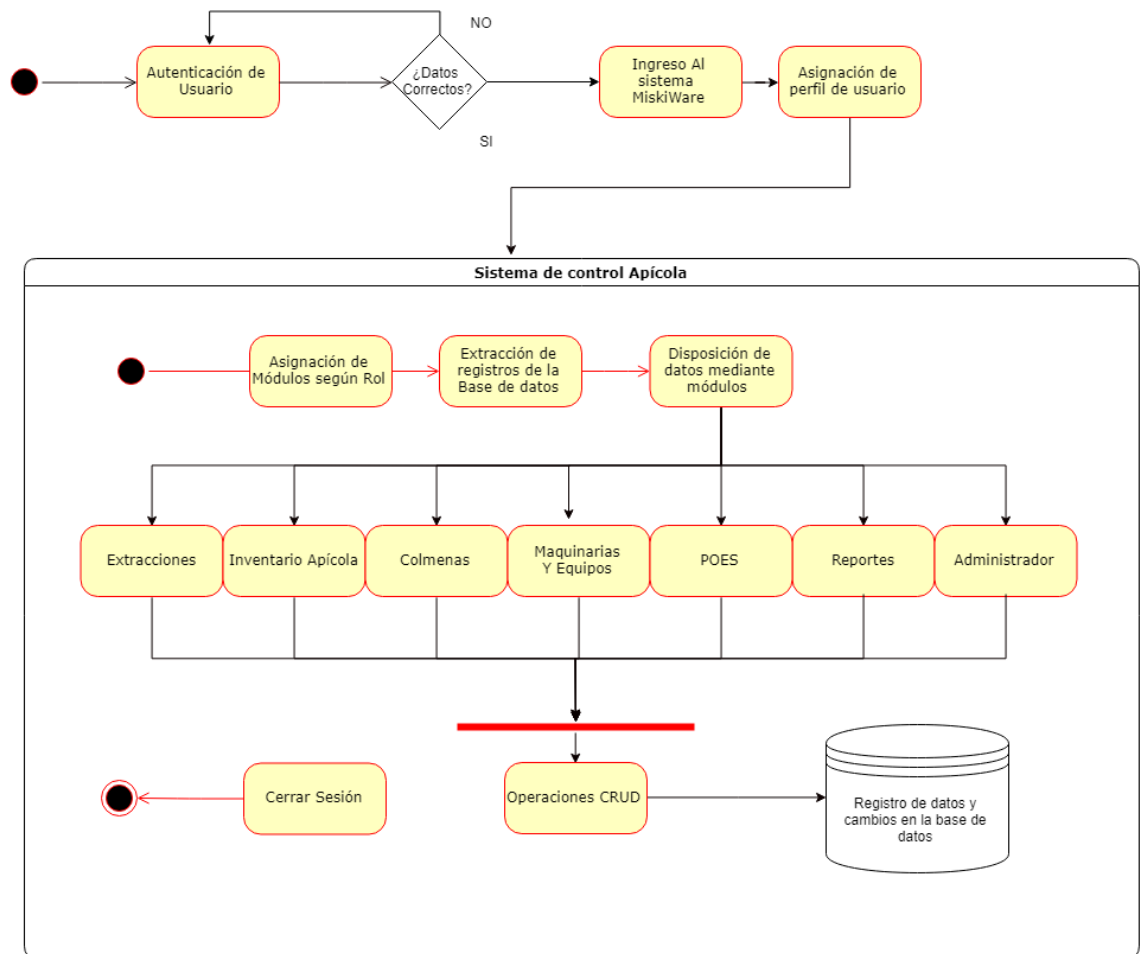 NO
Autenticación de
Usuario
¿Datos
Correctos?
Ingreso Al
sistema
MiskiWare
Asignación de
perfil de usuario
SI
Sistema de control Apícola
Asignación de
Módulos según Rol
Extracción de
registros de la
Base de datos
Disposición de
datos mediante
módulos
Extracciones
Inventario Apícola
Colmenas
Maquinarias
Y Equipos
POES
Reportes
Administrador
Cerrar Sesión
Operaciones CRUD
Registro de datos y
cambios en la base de
datos